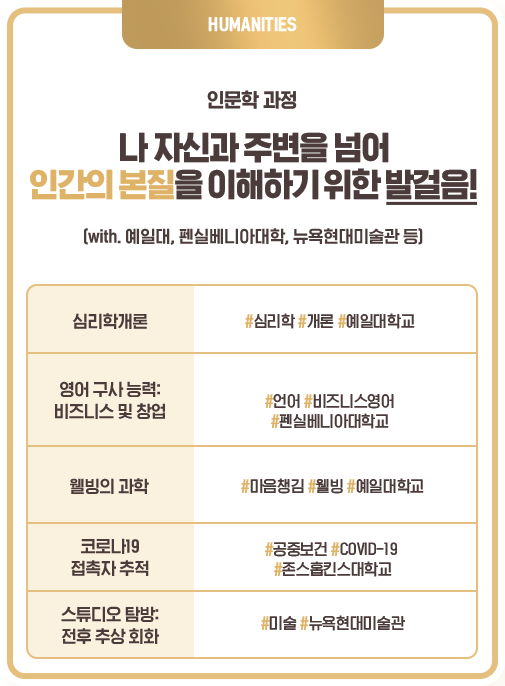 HUMANITIES
인문학 과정
나 자신과 주변을 넘어
인간의 본질을 이해하기 위한 발걸음!
(with. 예일대, 펜실베니아대학, 뉴욕현대미술관 등)
심리학개론
#심리학 #개론 #예일대학교
영어 구사 능력:
비즈니스 및 창업
#언어 #비즈니스영어
#펜실베니아대학교
웰빙의 과학
#마음챙김 #웰빙 #예일대학교
코로나19
접촉자 추적
#공중보건 #COVID-19
#존스홉킨스대학교
스튜디오 탐방:
전후 추상 회화
#미술 #뉴욕현대미술관